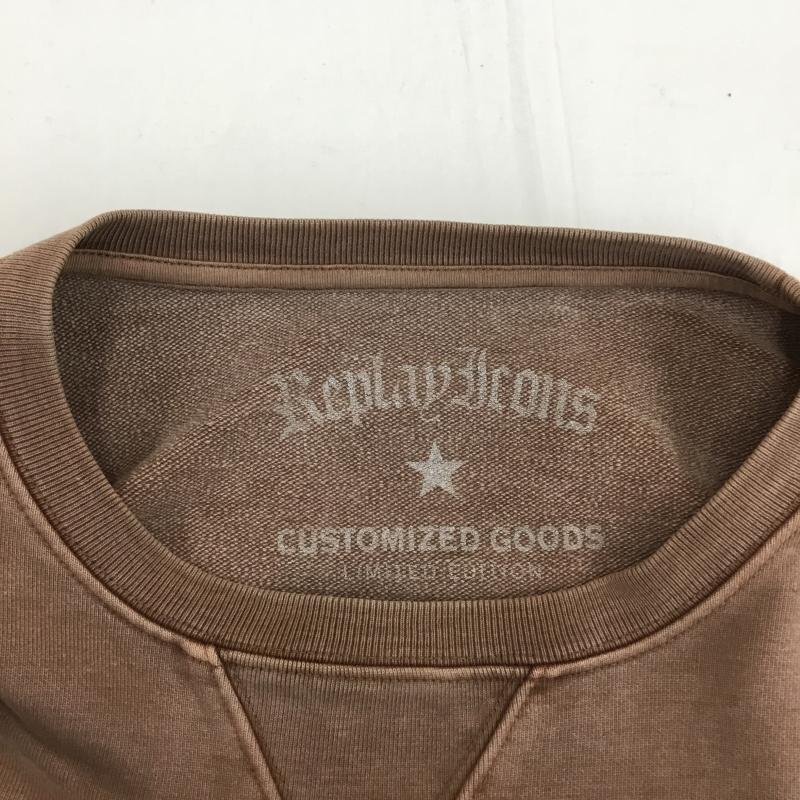 Replay Icons
CUSTOMIZED GOODS
LIMITED EDITION